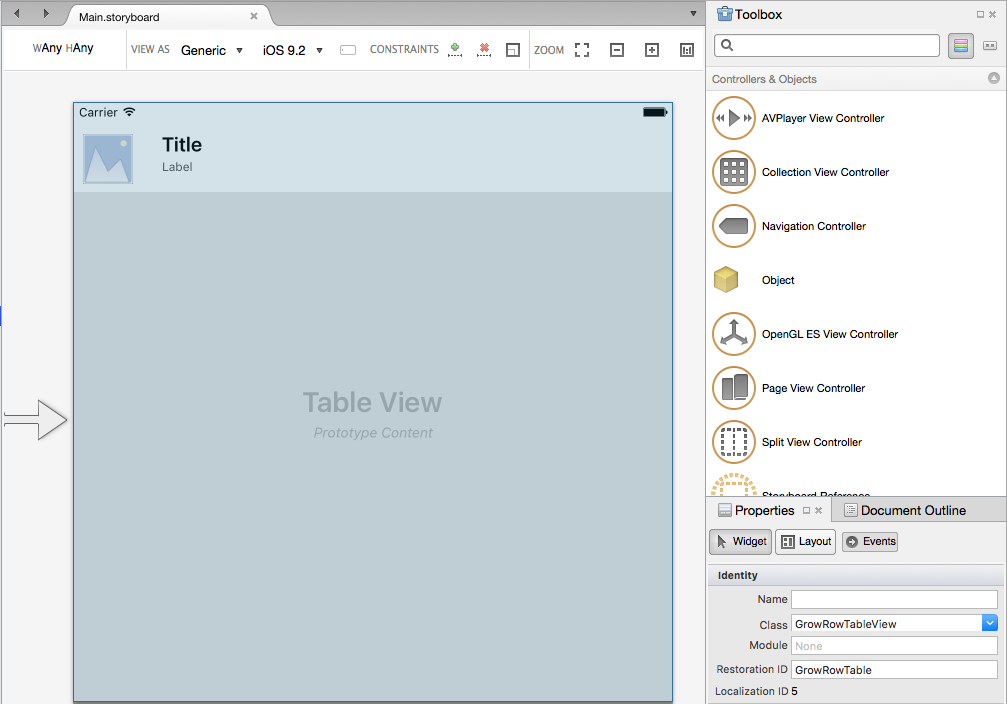 Main.storyboard
wAny hAny
VIEW AS
Generic
iOS 9.2
CONSTRAINTS
ZOOM
Carrier
Title
Label
Table View
Prototype Content
Toolbox
Controllers & Objects
AVPlayer View Controller
Collection View Controller
Navigation Controller
Object
OpenGL ES View Controller
Page View Controller
Split View Controller
Storyboard Reference
Properties
Document Outline
Widget
Layout
Events
Identity
Name
Class GrowRowTableView
Module None
Restoration ID GrowRowTable
Localization ID 5